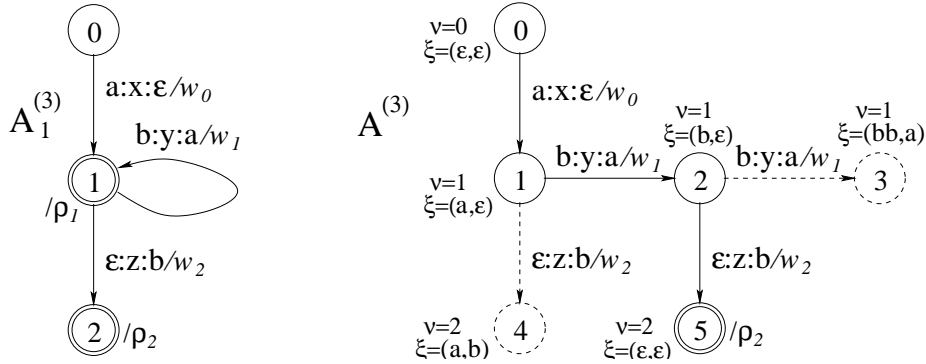 0
a:x:ε/w₀
A₁⁽³⁾
b:y:a/w₁
1
/ρ₁
ε:z:b/w₂
2
/ρ₂
ν=0
ξ=(ε,ε)
0
a:x:ε/w₀
A⁽³⁾
ν=1
ξ=(a,ε)
1
b:y:a/w₁
ν=1
ξ=(b,ε)
2
b:y:a/w₁
ν=1
ξ=(bb,a)
3
ε:z:b/w₂
ε:z:b/w₂
ν=2
ξ=(a,b)
4
ν=2
ξ=(ε,ε)
5
/ρ₂